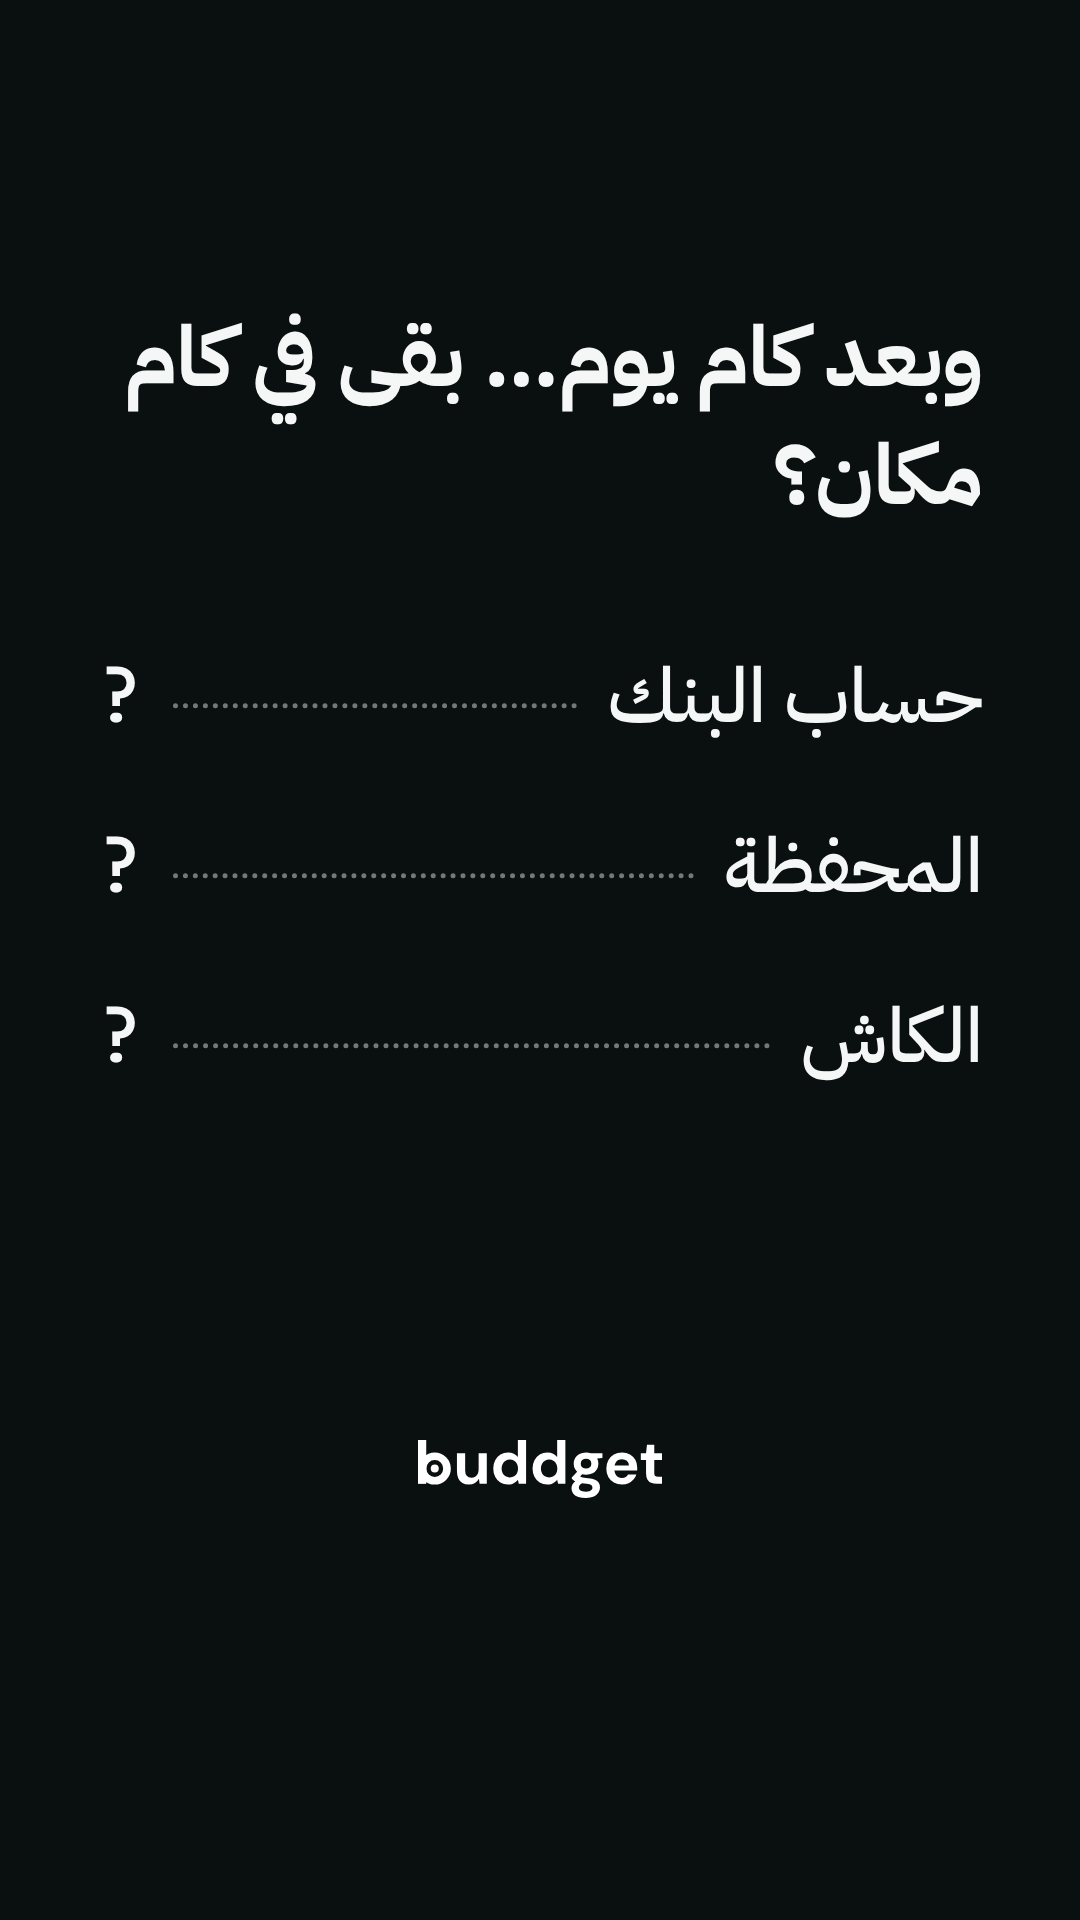 وبعد كام يوم... بقى في كام
مكان؟
حساب البنك ........................................ ?
المحفظة .................................................... ?
الكاش ............................................................ ?
buddget